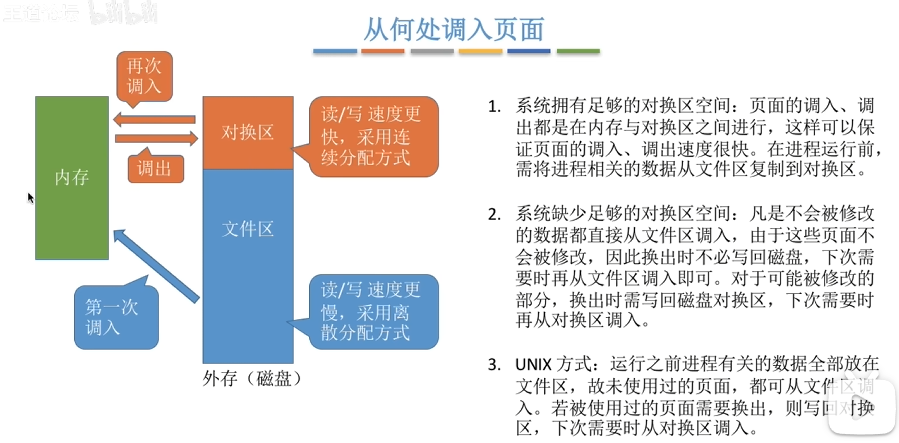 从何处调入页面
再次
调入
调出
内存
对换区
文件区
读/写 速度更
快，采用连
续分配方式
读/写 速度更
慢，采用离
散分配方式
第一次
调入
外存（磁盘）
1. 系统拥有足够的对换区空间：页面的调入、调
出都是在内存与对换区之间进行，这样可以保
证页面的调入、调出速度很快。在进程运行前，
需将进程相关的数据从文件区复制到对换区。
2. 系统缺少足够的对换区空间：凡是不会被修改
的数据都直接从文件区调入，由于这些页面不
会被修改，因此换出时不必写回磁盘，下次需
要时再从文件区调入即可。对于可能被修改的
部分，换出时需写回磁盘对换区，下次需要时
再从对换区调入。
3. UNIX 方式：运行之前进程有关的数据全部放在
文件区，故未使用过的页面，都可从文件区调
入。若被使用过的页面需要换出，则写回对换
区，下次需要时从对换区调入。